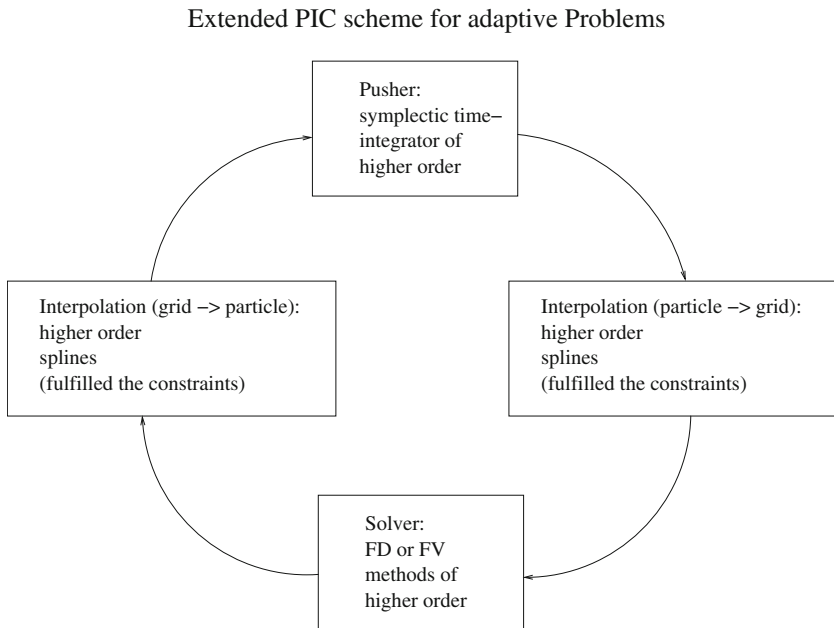 Extended PIC scheme for adaptive Problems
Pusher:
symplectic time−
integrator of
higher order
Interpolation (grid −> particle):
higher order
splines
(fulfilled the constraints)
Interpolation (particle −> grid):
higher order
splines
(fulfilled the constraints)
Solver:
FD or FV
methods of
higher order